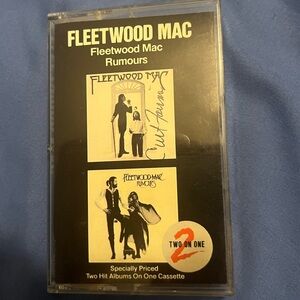 FLEETWOOD MAC
Fleetwood Mac
Rumours
FLEETWOOD MAC
FLEETWOOD MAC
RUMOURS
2
TWO ON ONE
Specially Priced
Two Hit Albums On One Cassette